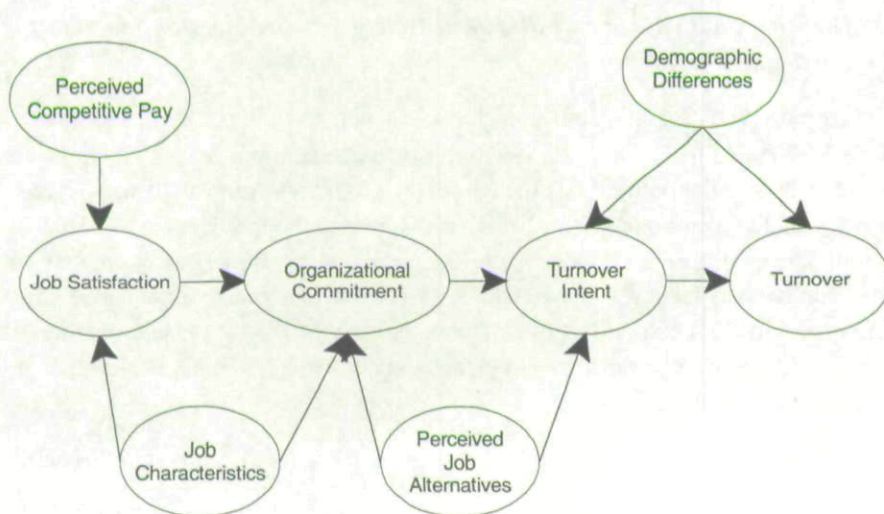 Perceived
Competitive Pay
Demographic
Differences
Job Satisfaction
Organizational
Commitment
Turnover
Intent
Turnover
Job
Characteristics
Perceived
Job
Alternatives